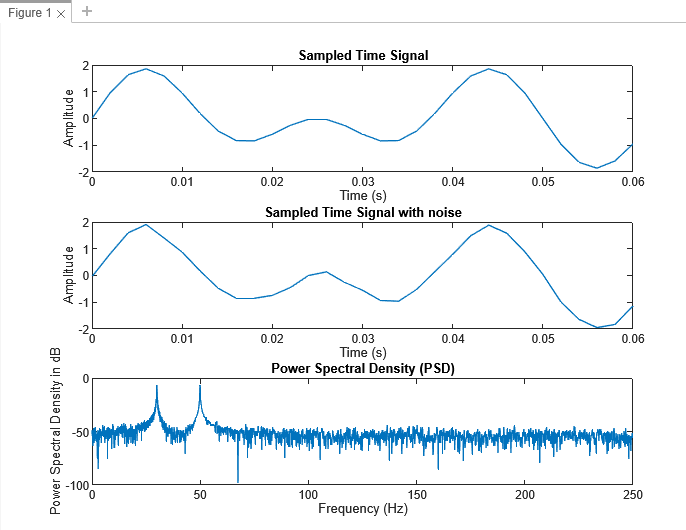 Figure 1 × +
Sampled Time Signal
2
1
0
-1
-2
Amplitude
0 0.01 0.02 0.03 0.04 0.05 0.06
Time (s)
Sampled Time Signal with noise
2
1
0
-1
-2
Amplitude
0 0.01 0.02 0.03 0.04 0.05 0.06
Time (s)
Power Spectral Density (PSD)
0
-50
-100
Power Spectral Density in dB
0 50 100 150 200 250
Frequency (Hz)